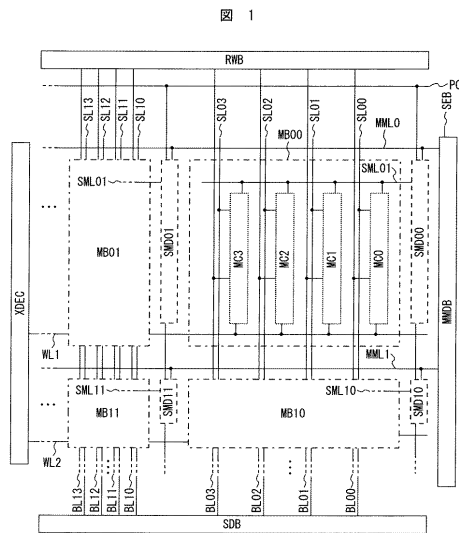 図 1
RWB
PC
SEB
SL13
SL12
SL11
SL10
SL03
SL02
SL01
SL00
MB00
MML0
SML01
SML01
MB01
SMD01
MC3
MC2
MC1
MC0
SMD00
XDEC
MMDB
WL1
MML1
SML11
SMD11
SML10
SMD10
MB11
MB10
WL2
BL13
BL12
BL11
BL10
BL03
BL02
BL01
BL00
SDB